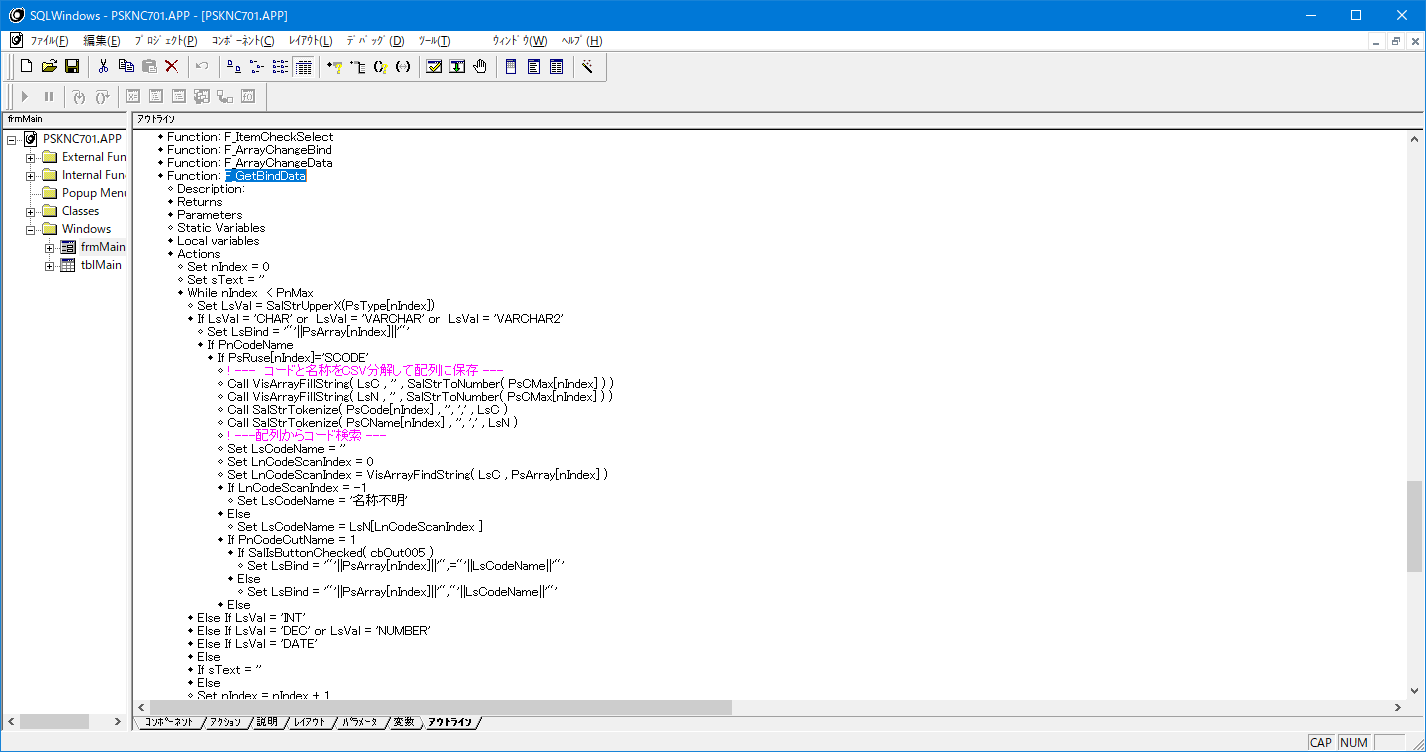 SQLWindows - PSKNC701.APP - [PSKNC701.APP]
ﾌｧｲﾙ(F) 編集(E) ﾌﾟﾛｼﾞｪｸﾄ(P) ｺﾝﾎﾟｰﾈﾝﾄ(C) ﾚｲｱｳﾄ(L) ﾃﾞﾊﾞｯｸﾞ(D) ﾂｰﾙ(T) ｳｨﾝﾄﾞｳ(W) ﾍﾙﾌﾟ(H)
frmMain
PSKNC701.APP
External Fun
Internal Fun
Popup Menu
Classes
Windows
frmMain
tblMain
ｱｳﾄﾗｲﾝ
Function: F_ItemCheckSelect
Function: F_ArrayChangeBind
Function: F_ArrayChangeData
Function: F_GetBindData
Description:
Returns
Parameters
Static Variables
Local variables
Actions
Set nIndex = 0
Set sText = ''
While nIndex < PnMax
Set LsVal = SalStrUpperX(PsType[nIndex])
If LsVal = 'CHAR' or LsVal = 'VARCHAR' or LsVal = 'VARCHAR2'
Set LsBind = '"'||PsArray[nIndex]||'"'
If PnCodeName
If PsRuse[nIndex]='SCODE'
! --- コードと名称をCSV分解して配列に保存 ---
Call VisArrayFillString( LsC , '' , SalStrToNumber( PsCMax[nIndex] ) )
Call VisArrayFillString( LsN , '' , SalStrToNumber( PsCMax[nIndex] ) )
Call SalStrTokenize( PsCode[nIndex] , '', ',' , LsC )
Call SalStrTokenize( PsCName[nIndex] , '', ',' , LsN )
! ---配列からコード検索 ---
Set LsCodeName = ''
Set LnCodeScanIndex = 0
Set LnCodeScanIndex = VisArrayFindString( LsC , PsArray[nIndex] )
If LnCodeScanIndex = -1
Set LsCodeName = '名称不明'
Else
Set LsCodeName = LsN[LnCodeScanIndex ]
If PnCodeCutName = 1
If SalIsButtonChecked( cbOut005 )
Set LsBind = '"'||PsArray[nIndex]||'",="'||LsCodeName||'"'
Else
Set LsBind = '"'||PsArray[nIndex]||'","'||LsCodeName||'"'
Else
Else If LsVal = 'INT'
Else If LsVal = 'DEC' or LsVal = 'NUMBER'
Else If LsVal = 'DATE'
Else
If sText = ''
Else
Set nIndex = nIndex + 1
ｺﾝﾎﾟｰﾈﾝﾄ ｱｸｼｮﾝ 説明 ﾚｲｱｳﾄ ﾊﾟﾗﾒｰﾀ 変数 ｱｳﾄﾗｲﾝ
CAP NUM